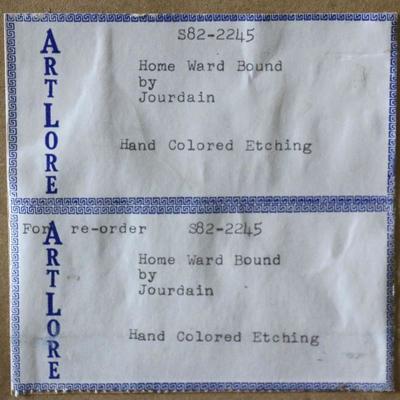 ARTLORE
S82-2245
Home Ward Bound
by
Jourdain
Hand Colored Etching
ARTLORE
For re-order S82-2245
Home Ward Bound
by
Jourdain
Hand Colored Etching